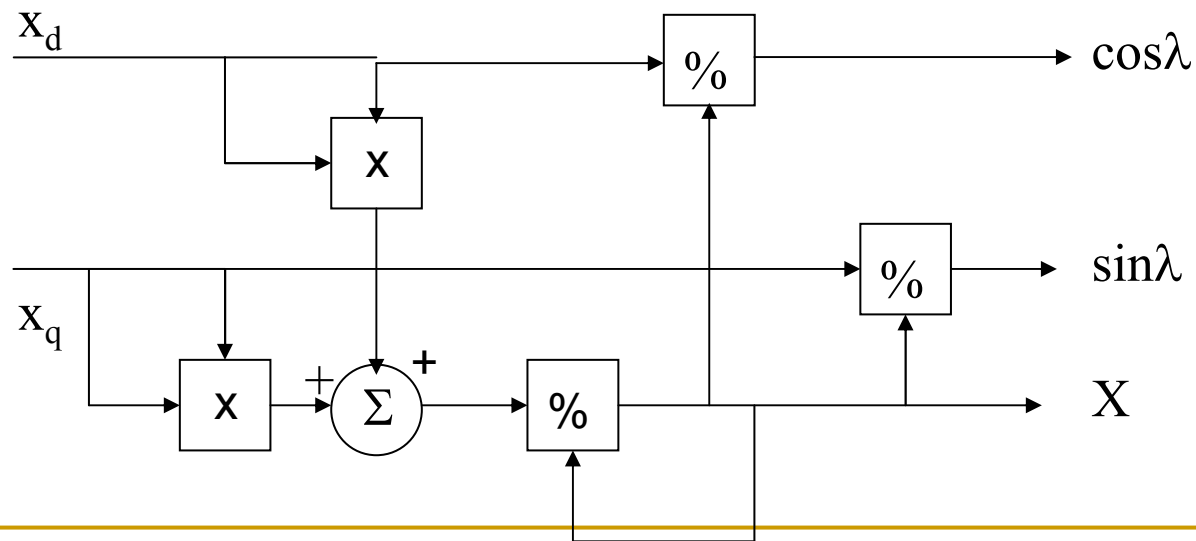 x_d
%
cosλ
x
%
sinλ
x_q
x
+
Σ
+
%
X